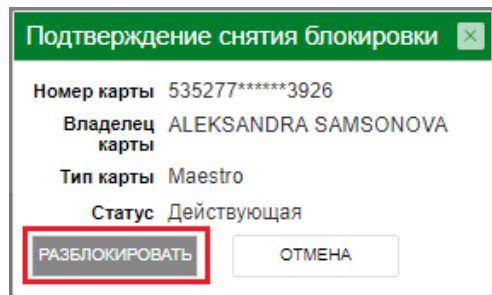 Подтверждение снятия блокировки
Номер карты 535277******3926
Владелец карты ALEKSANDRA SAMSONOVA
Тип карты Maestro
Статус Действующая
РАЗБЛОКИРОВАТЬ ОТМЕНА